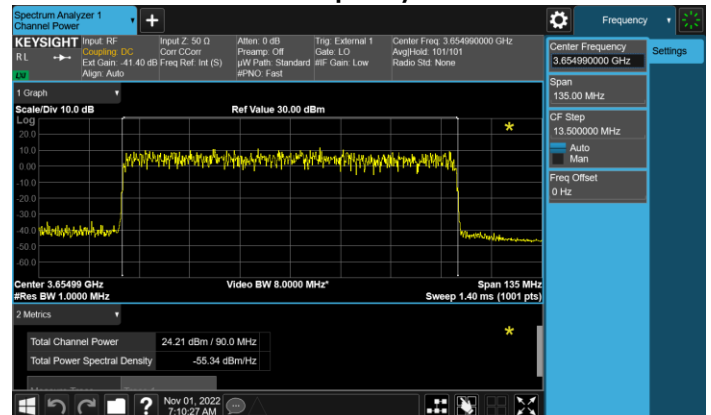 Spectrum Analyzer 1
Channel Power
+
Frequency
KEYSIGHT
RL
LXI
Input: RF
Coupling: DC
Ext Gain: -41.40 dB
Align: Auto
Input Z: 50 Ω
Corr CCorr
Freq Ref: Int (S)
Atten: 0 dB
Preamp: Off
µW Path: Standard
#PNO: Fast
Trig: External 1
Gate: LO
#IF Gain: Low
Center Freq: 3.654990000 GHz
Avg|Hold: 101/101
Radio Std: None
Center Frequency
3.654990000 GHz
Settings
Span
135.00 MHz
CF Step
13.500000 MHz
Auto
Man
Freq Offset
0 Hz
1 Graph
Scale/Div 10.0 dB
Ref Value 30.00 dBm
Log
20.0
10.0
0.00
-10.0
-20.0
-30.0
-40.0
-50.0
-60.0
Center 3.65499 GHz
Video BW 8.0000 MHz*
Span 135 MHz
#Res BW 1.0000 MHz
Sweep 1.40 ms (1001 pts)
2 Metrics
Total Channel Power 24.21 dBm / 90.0 MHz
Total Power Spectral Density -55.34 dBm/Hz
?
Nov 01, 2022
7:10:27 AM